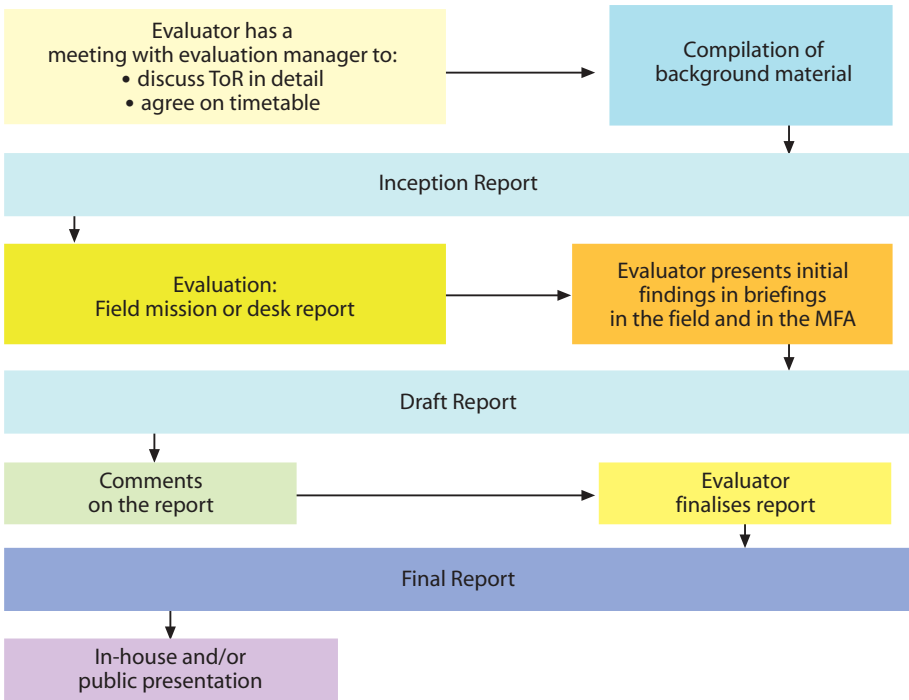 Evaluator has a
meeting with evaluation manager to:
• discuss ToR in detail
• agree on timetable
Compilation of
background material
Inception Report
Evaluation:
Field mission or desk report
Evaluator presents initial
findings in briefings
in the field and in the MFA
Draft Report
Comments
on the report
Evaluator
finalises report
Final Report
In-house and/or
public presentation